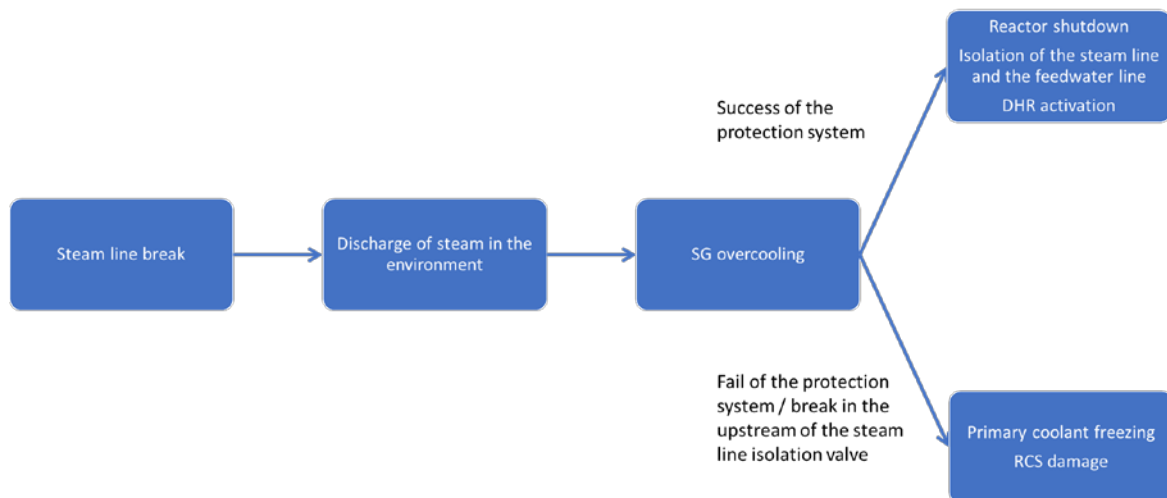 Reactor shutdown
Isolation of the steam line
and the feedwater line
DHR activation
Success of the
protection system
Steam line break
Discharge of steam in the
environment
SG overcooling
Fail of the protection
system / break in the
upstream of the steam
line isolation valve
Primary coolant freezing
RCS damage